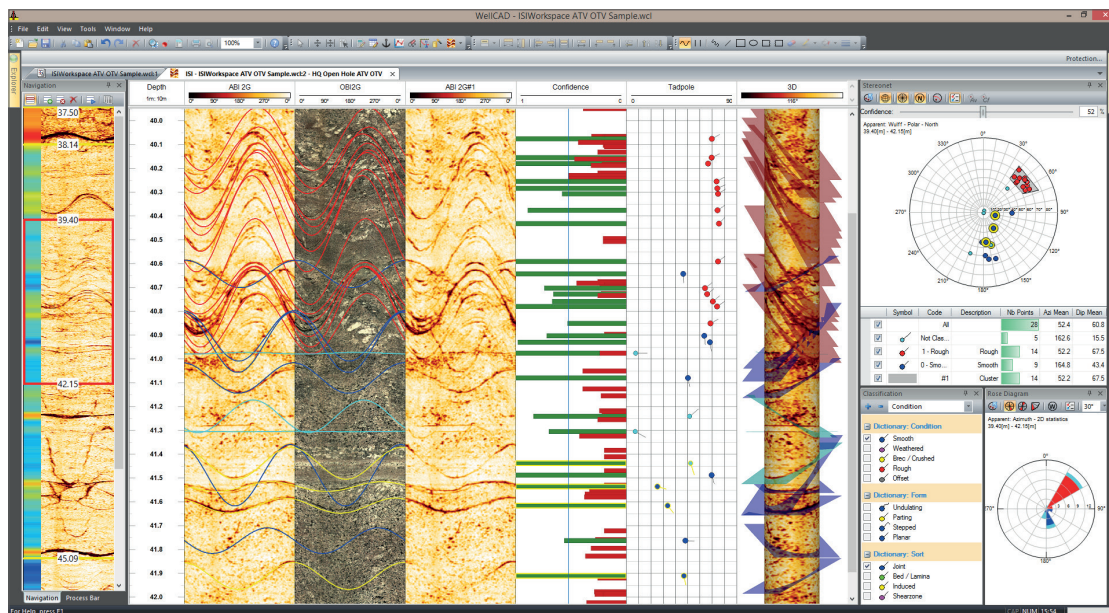 WellCAD - ISIWorkspace ATV OTV Sample.wcl
File Edit View Tools Window Help
100%
Protection...
Explorer
ISIWorkspace ATV OTV Sample.wcl:1
ISI - ISIWorkspace ATV OTV Sample.wcl:2 - HQ Open Hole ATV OTV
Navigation
37.50
38.14
39.40
42.15
45.09
Navigation Process Bar
Depth
1m: 10m
ABI 2G
0° 90° 180° 270° 0°
OBI2G
0° 90° 180° 270° 0°
ABI 2G#1
0° 90° 180° 270° 0°
Confidence
1 0
Tadpole
0 90
3D
116°
40.0
40.1
40.2
40.3
40.4
40.5
40.6
40.7
40.8
40.9
41.0
41.1
41.2
41.3
41.4
41.5
41.6
41.7
41.8
41.9
42.0
Stereonet
Confidence: 52 %
Apparent: Wulff - Polar - North
39.40[m] - 42.15[m]
0°
30°
60°
90°
120°
150°
180°
210°
240°
270°
300°
330°
Symbol Code Description Nb Points Azi Mean Dip Mean
All 28 52.4 60.8
Not Clas... 5 162.6 15.5
1 - Rough Rough 14 52.2 67.5
0 - Smo... Smooth 9 164.8 43.4
#1 Cluster 14 52.2 67.5
Classification
Condition
Dictionary: Condition
Smooth
Weathered
Brec / Crushed
Rough
Offset
Dictionary: Form
Undulating
Parting
Stepped
Planar
Dictionary: Sort
Joint
Bed / Lamina
Induced
Shearzone
Rose Diagram
30°
Apparent: Azimuth - 2D statistics
39.40[m] - 42.15[m]
0°
270°
90°
180°
For Help, press F1
CAP NUM 15:54